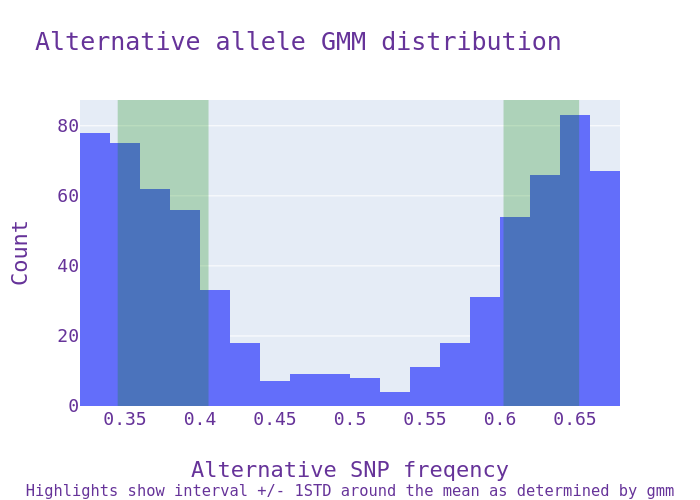 Alternative allele GMM distribution
80
60
40
20
0
Count
0.35 0.4 0.45 0.5 0.55 0.6 0.65
Alternative SNP freqency
Highlights show interval +/- 1STD around the mean as determined by gmm